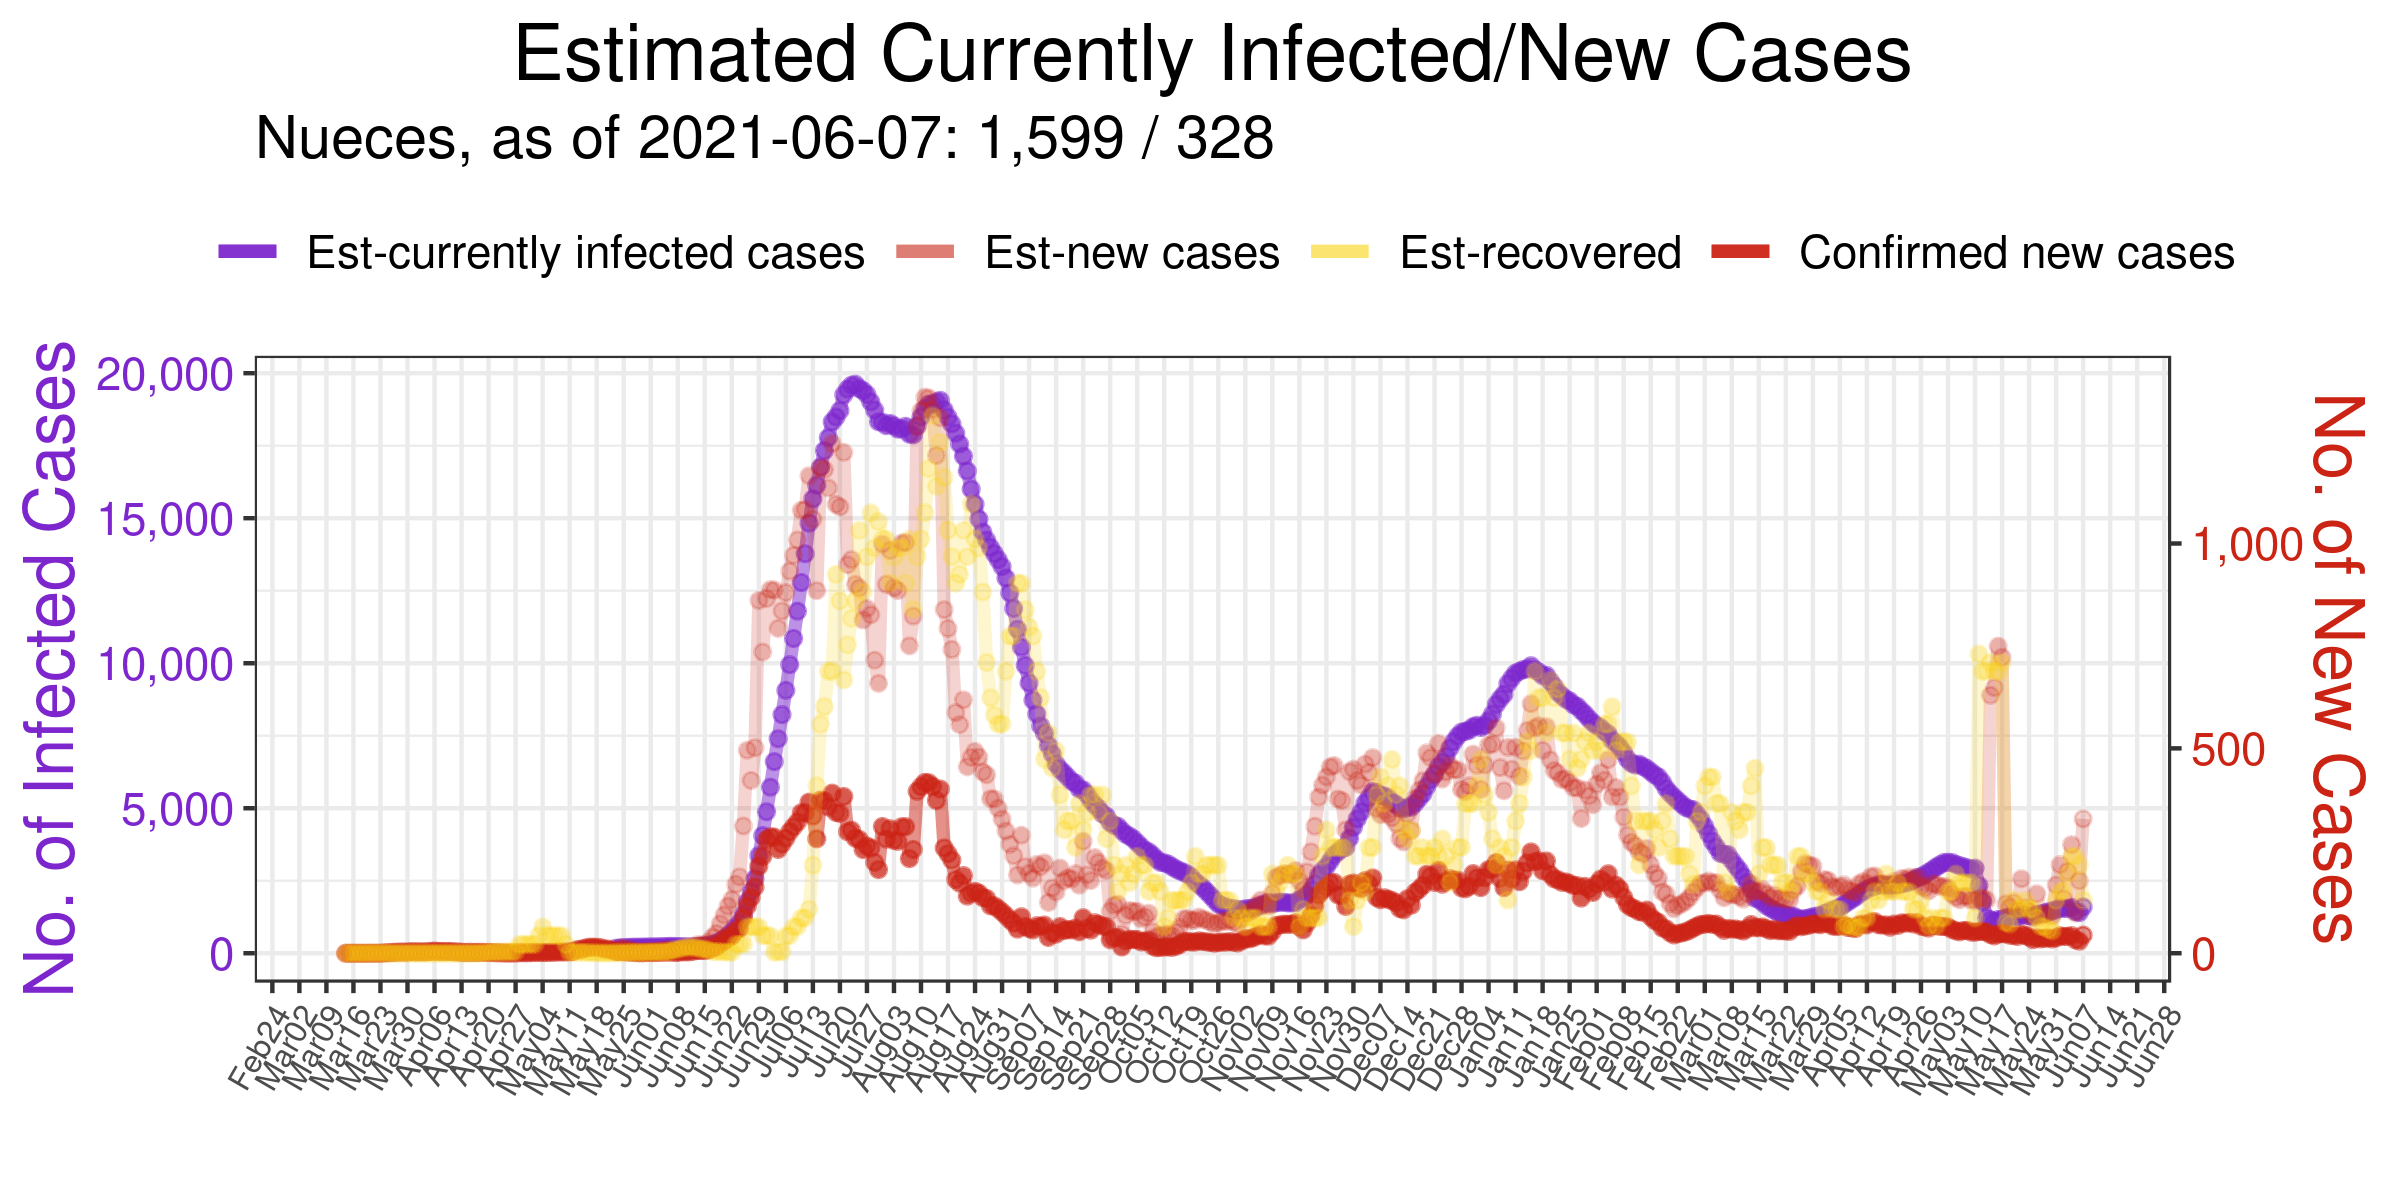 Estimated Currently Infected/New Cases
Nueces, as of 2021-06-07: 1,599 / 328
Est-currently infected cases
Est-new cases
Est-recovered
Confirmed new cases
No. of Infected Cases
20,000
15,000
10,000
5,000
0
No. of New Cases
1,000
500
0
Feb24
Mar02
Mar09
Mar16
Mar23
Mar30
Apr06
Apr13
Apr20
Apr27
May04
May11
May18
May25
Jun01
Jun08
Jun15
Jun22
Jun29
Jul06
Jul13
Jul20
Jul27
Aug03
Aug10
Aug17
Aug24
Aug31
Sep07
Sep14
Sep21
Sep28
Oct05
Oct12
Oct19
Oct26
Nov02
Nov09
Nov16
Nov23
Nov30
Dec07
Dec14
Dec21
Dec28
Jan04
Jan11
Jan18
Jan25
Feb01
Feb08
Feb15
Feb22
Mar01
Mar08
Mar15
Mar22
Mar29
Apr05
Apr12
Apr19
Apr26
May03
May10
May17
May24
May31
Jun07
Jun14
Jun21
Jun28